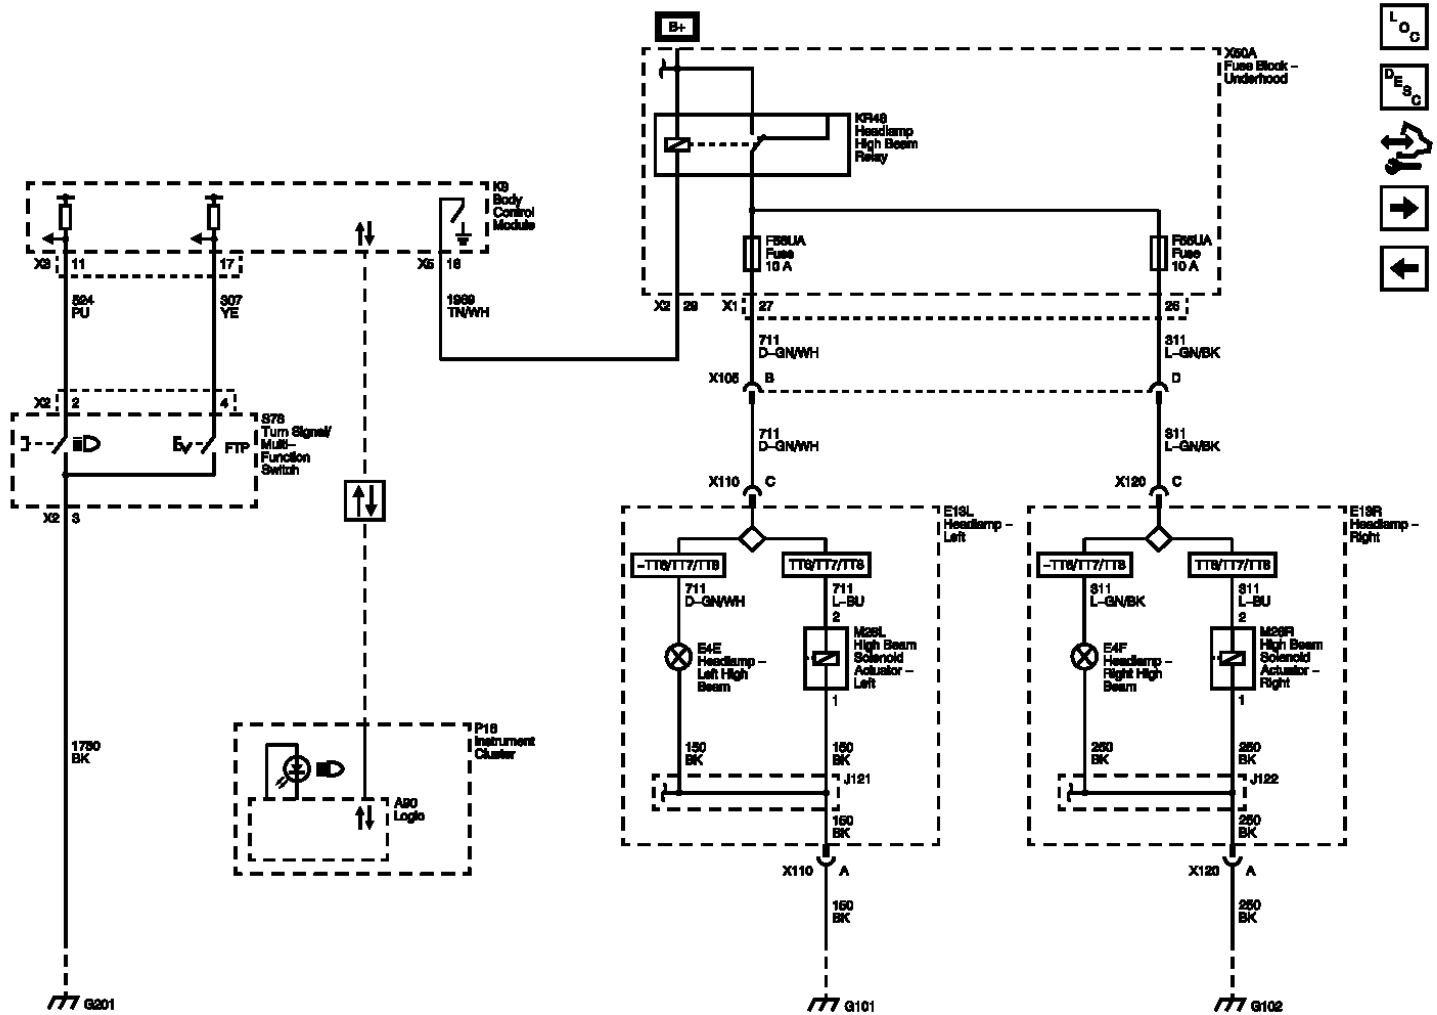 B+
X50A
Fuse Block –
Underhood
L
O
C
D
E
S
C
KR48
Headlamp
High Beam
Relay
K9
Body
Control
Module
X3 11
17
X5 16
524
PU
307
YE
1969
TN/WH
Fuse
10 A
Fuse
10 A
X2 29
X1 27
26
711
D–GN/WH
311
L–GN/BK
X105 B
D
711
D–GN/WH
311
L–GN/BK
X110 C
X120 C
X2 2
4
S78
Turn Signal/
Multi–
Function
Switch
FTP
X2 3
E13L
Headlamp –
Left
E13R
Headlamp –
Right
–TT6/TT7/TT8
TT6/TT7/TT8
–TT6/TT7/TT8
TT6/TT7/TT8
711
D–GN/WH
711
L–BU
311
L–GN/BK
311
L–BU
2
2
E4E
Headlamp –
Left High
Beam
M28L
High Beam
Solenoid
Actuator –
Left
E4F
Headlamp –
Right High
Beam
M28R
High Beam
Solenoid
Actuator –
Right
1
1
1750
BK
P16
Instrument
Cluster
A90
Logic
150
BK
150
BK
250
BK
250
BK
J121
J122
150
BK
250
BK
X110 A
X120 A
150
BK
250
BK
G201
G101
G102